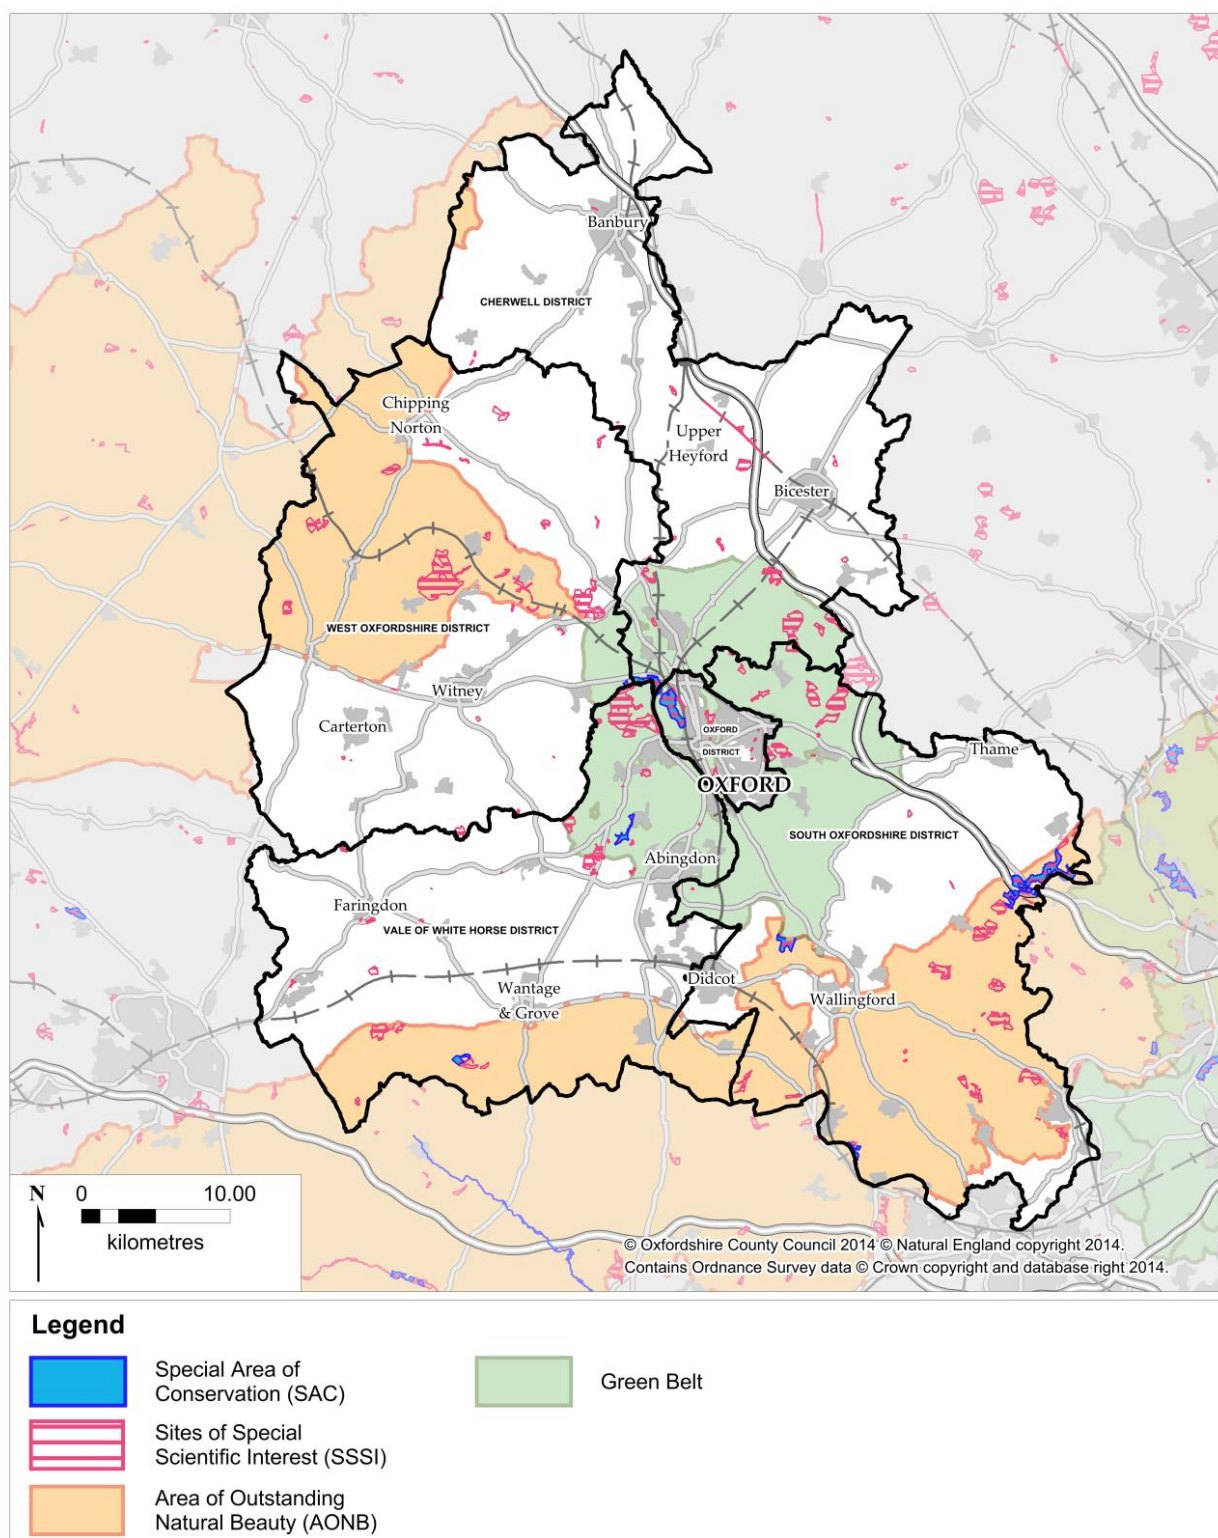 Banbury
CHERWELL DISTRICT
Chipping
Norton
Upper
Heyford
Bicester
WEST OXFORDSHIRE DISTRICT
Witney
Carterton
OXFORD
DISTRICT
OXFORD
Thame
SOUTH OXFORDSHIRE DISTRICT
Abingdon
Faringdon
VALE OF WHITE HORSE DISTRICT
Didcot
Wantage
& Grove
Wallingford
N
0 10.00
kilometres
© Oxfordshire County Council 2014 © Natural England copyright 2014.
Contains Ordnance Survey data © Crown copyright and database right 2014.
Legend
Special Area of
Conservation (SAC)
Green Belt
Sites of Special
Scientific Interest (SSSI)
Area of Outstanding
Natural Beauty (AONB)